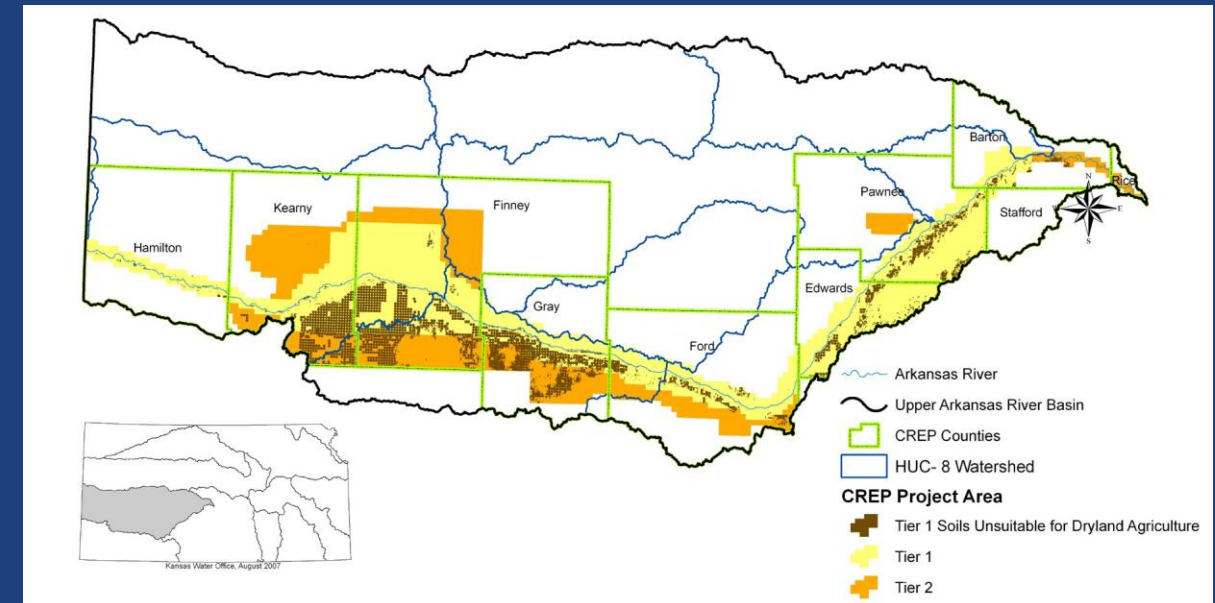 Barton
Rice
Pawnee
N
Stafford
E
S
Kearny
Finney
Hamilton
Edwards
Gray
Ford
Arkansas River
Upper Arkansas River Basin
CREP Counties
HUC- 8 Watershed
CREP Project Area
Tier 1 Soils Unsuitable for Dryland Agriculture
Tier 1
Tier 2
Kansas Water Office, August 2007